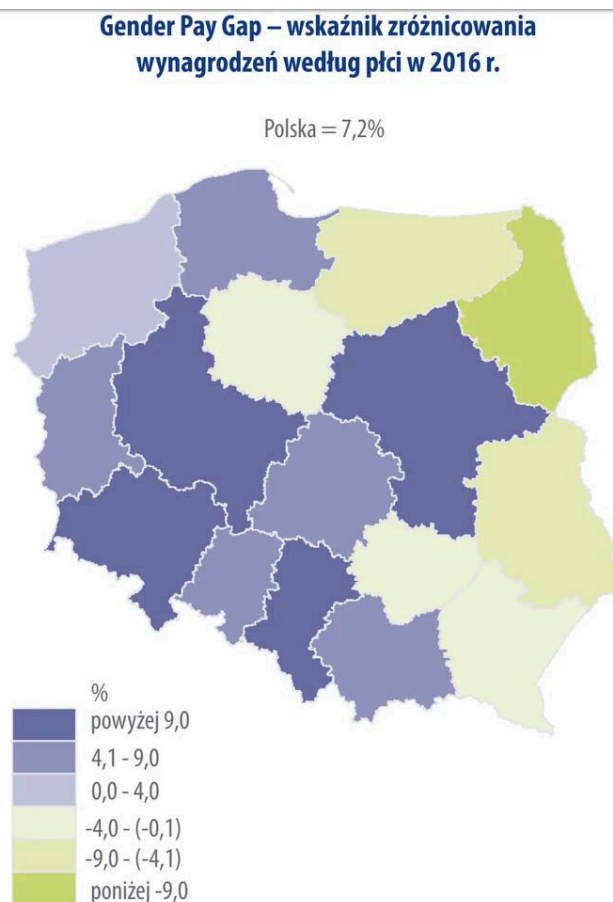 Gender Pay Gap – wskaźnik zróżnicowania
wynagrodzeń według płci w 2016 r.
Polska = 7,2%
%
powyżej 9,0
4,1 - 9,0
0,0 - 4,0
-4,0 - (-0,1)
-9,0 - (-4,1)
poniżej -9,0